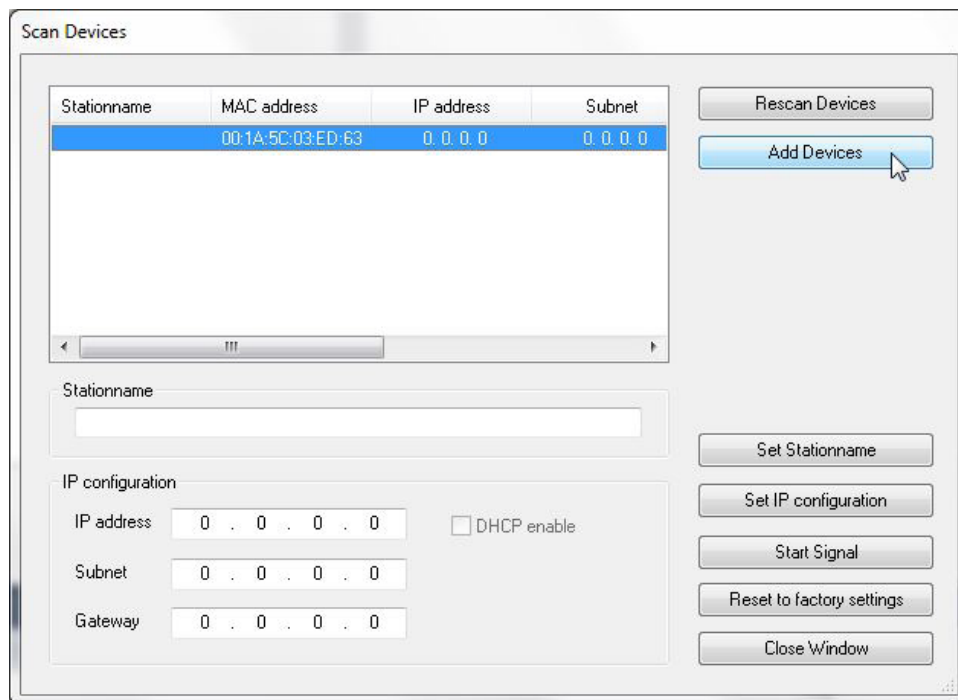 Scan Devices
Stationname MAC address IP address Subnet
00:1A:5C:03:ED:63 0. 0. 0. 0 0. 0. 0. 0
Rescan Devices
Add Devices
Stationname
IP configuration
IP address 0 . 0 . 0 . 0 DHCP enable
Subnet 0 . 0 . 0 . 0
Gateway 0 . 0 . 0 . 0
Set Stationname
Set IP configuration
Start Signal
Reset to factory settings
Close Window